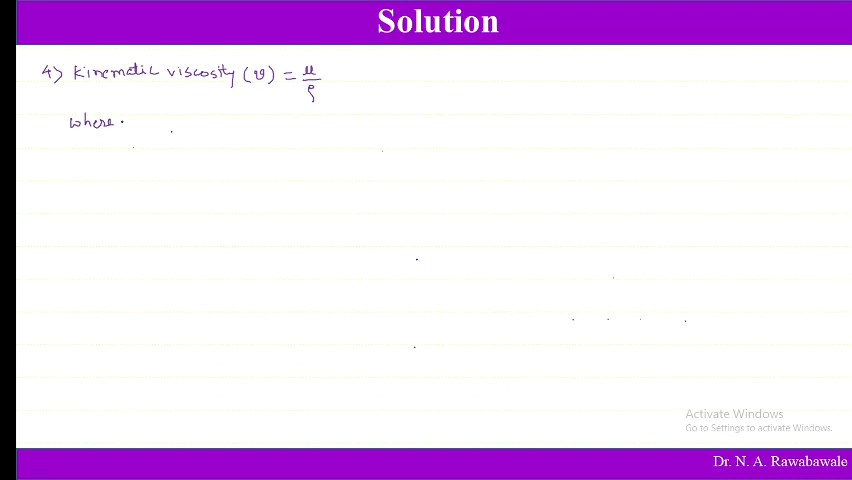 Solution
4> Kinematic viscosity (ϑ) = μ/ρ
where
Activate Windows
Go to Settings to activate Windows.
Dr. N. A. Rawabawale